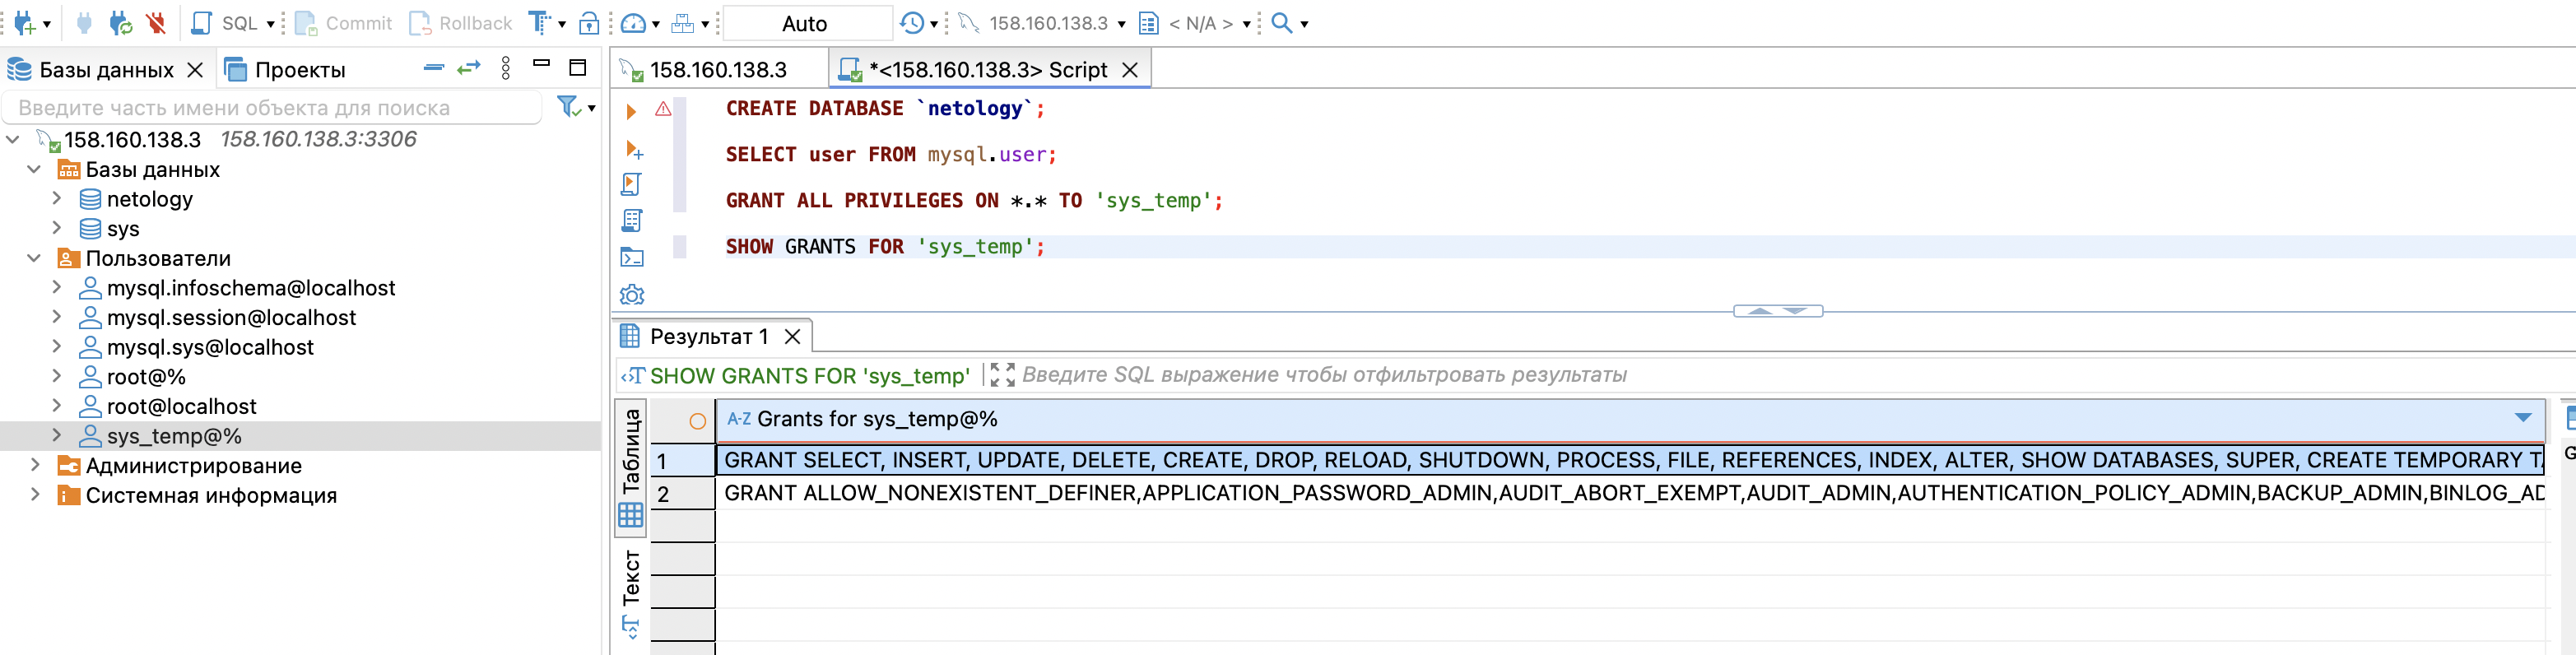 SQL Commit Rollback Auto 158.160.138.3 < N/A >
Базы данных Проекты
Введите часть имени объекта для поиска
158.160.138.3 158.160.138.3:3306
Базы данных
netology
sys
Пользователи
mysql.infoschema@localhost
mysql.session@localhost
mysql.sys@localhost
root@%
root@localhost
sys_temp@%
Администрирование
Системная информация
158.160.138.3 *<158.160.138.3> Script
CREATE DATABASE `netology`;
SELECT user FROM mysql.user;
GRANT ALL PRIVILEGES ON *.* TO 'sys_temp';
SHOW GRANTS FOR 'sys_temp';
Результат 1
SHOW GRANTS FOR 'sys_temp' Введите SQL выражение чтобы отфильтровать результаты
Таблица
Текст
A-Z Grants for sys_temp@%
1 GRANT SELECT, INSERT, UPDATE, DELETE, CREATE, DROP, RELOAD, SHUTDOWN, PROCESS, FILE, REFERENCES, INDEX, ALTER, SHOW DATABASES, SUPER, CREATE TEMPORARY TA
2 GRANT ALLOW_NONEXISTENT_DEFINER,APPLICATION_PASSWORD_ADMIN,AUDIT_ABORT_EXEMPT,AUDIT_ADMIN,AUTHENTICATION_POLICY_ADMIN,BACKUP_ADMIN,BINLOG_AD